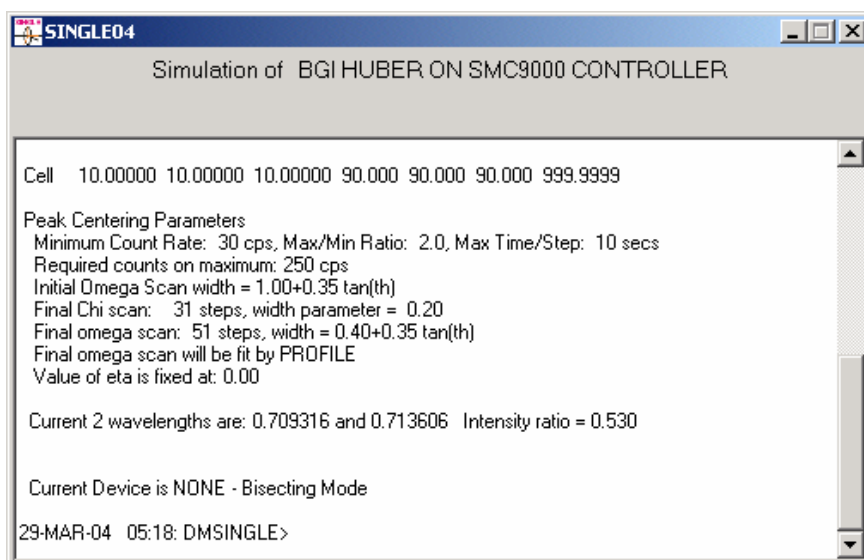 SINGLE04
Simulation of BGI HUBER ON SMC9000 CONTROLLER
Cell 10.00000 10.00000 10.00000 90.000 90.000 90.000 999.9999
Peak Centering Parameters
Minimum Count Rate: 30 cps, Max/Min Ratio: 2.0, Max Time/Step: 10 secs
Required counts on maximum: 250 cps
Initial Omega Scan width = 1.00+0.35 tan(th)
Final Chi scan: 31 steps, width parameter = 0.20
Final omega scan: 51 steps, width = 0.40+0.35 tan(th)
Final omega scan will be fit by PROFILE
Value of eta is fixed at: 0.00
Current 2 wavelengths are: 0.709316 and 0.713606 Intensity ratio = 0.530
Current Device is NONE - Bisecting Mode
29-MAR-04 05:18: DMSINGLE>